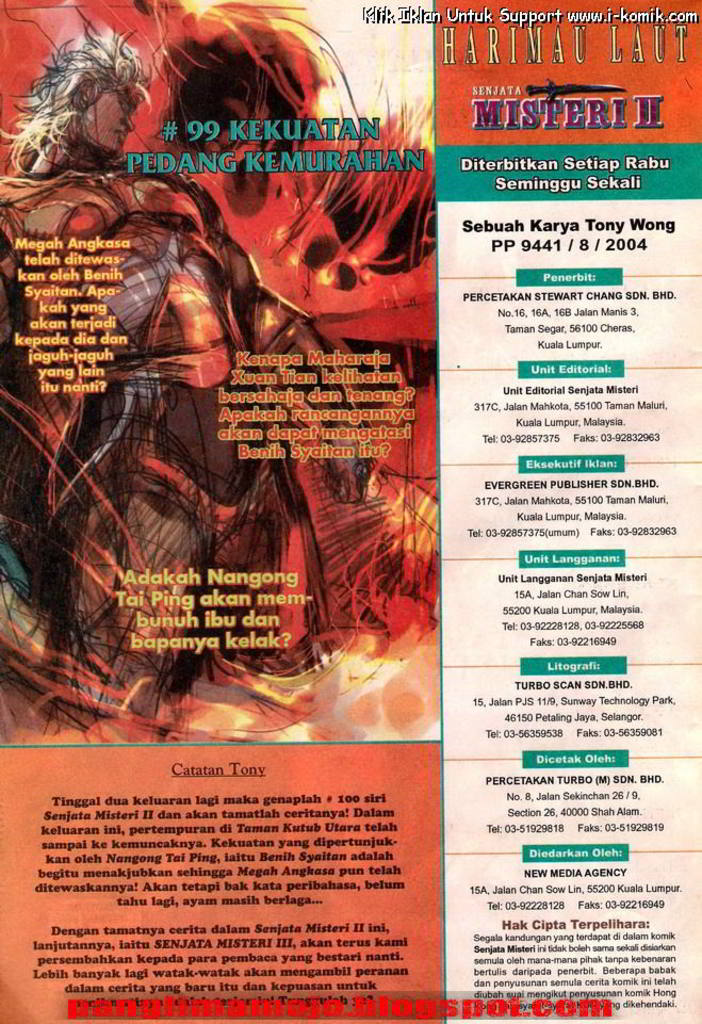 Klik Iklan Untuk Support www.i-komik.com
HARIMAU LAUT
SENJATA
MISTERI II
Diterbitkan Setiap Rabu
Seminggu Sekali
# 99 KEKUATAN
PEDANG KEMURAHAN
Megah Angkasa
telah ditewas-
kan oleh Benih
Syaitan. Apa-
kah yang
akan terjadi
kepada dia dan
jaguh-jaguh
yang lain
itu nanti?
Kenapa Maharaja
Xuan Tian kelihatan
bersahaja dan tenang?
Apakah rancangannya
akan dapat mengatasi
Benih Syaitan itu?
Adakah Nangong
Tai Ping akan mem-
bunuh ibu dan
bapanya kelak?
Catatan Tony
Tinggal dua keluaran lagi maka genaplah # 100 siri
Senjata Misteri II dan akan tamatlah ceritanya! Dalam
keluaran ini, pertempuran di Taman Kutub Utara telah
sampai ke kemuncaknya. Kekuatan yang dipertunjuk-
kan oleh Nangong Tai Ping, iaitu Benih Syaitan adalah
begitu menakjubkan sehingga Megah Angkasa pun telah
ditewaskannya! Akan tetapi bak kata peribahasa, belum
tahu lagi, ayam masih berlaga...
Dengan tamatnya cerita dalam Senjata Misteri II ini,
lanjutannya, iaitu SENJATA MISTERI III, akan terus kami
persembahkan kepada para pembaca yang bestari nanti.
Lebih banyak lagi watak-watak akan mengambil peranan
dalam cerita yang baru itu dan kepuasan untuk
Sebuah Karya Tony Wong
PP 9441 / 8 / 2004
Penerbit:
PERCETAKAN STEWART CHANG SDN. BHD.
No.16, 16A, 16B Jalan Manis 3,
Taman Segar, 56100 Cheras,
Kuala Lumpur.
Unit Editorial:
Unit Editorial Senjata Misteri
317C, Jalan Mahkota, 55100 Taman Maluri,
Kuala Lumpur, Malaysia.
Tel: 03-92857375 Faks: 03-92832963
Eksekutif Iklan:
EVERGREEN PUBLISHER SDN.BHD.
317C, Jalan Mahkota, 55100 Taman Maluri,
Kuala Lumpur, Malaysia.
Tel: 03-92857375(umum) Faks: 03-92832963
Unit Langganan:
Unit Langganan Senjata Misteri
15A, Jalan Chan Sow Lin,
55200 Kuala Lumpur, Malaysia.
Tel: 03-92228128, 03-92225568
Faks: 03-92216949
Litografi:
TURBO SCAN SDN.BHD.
15, Jalan PJS 11/9, Sunway Technology Park,
46150 Petaling Jaya, Selangor.
Tel: 03-56359538 Faks: 03-56359081
Dicetak Oleh:
PERCETAKAN TURBO (M) SDN. BHD.
No. 8, Jalan Sekinchan 26 / 9,
Section 26, 40000 Shah Alam.
Tel: 03-51929818 Faks: 03-51929819
Diedarkan Oleh:
NEW MEDIA AGENCY
15A, Jalan Chan Sow Lin, 55200 Kuala Lumpur.
Tel: 03-92228128 Faks: 03-92216949
Hak Cipta Terpelihara:
Segala kandungan yang terdapat di dalam komik
Senjata Misteri ini tidak boleh sama sekali disiarkan
semula oleh mana-mana pihak tanpa kebenaran
bertulis daripada penerbit. Beberapa babak
dan penyusunan semula cerita komik ini telah
diubah suai mengikut penyusunan komik Hong
yang dikehendaki.